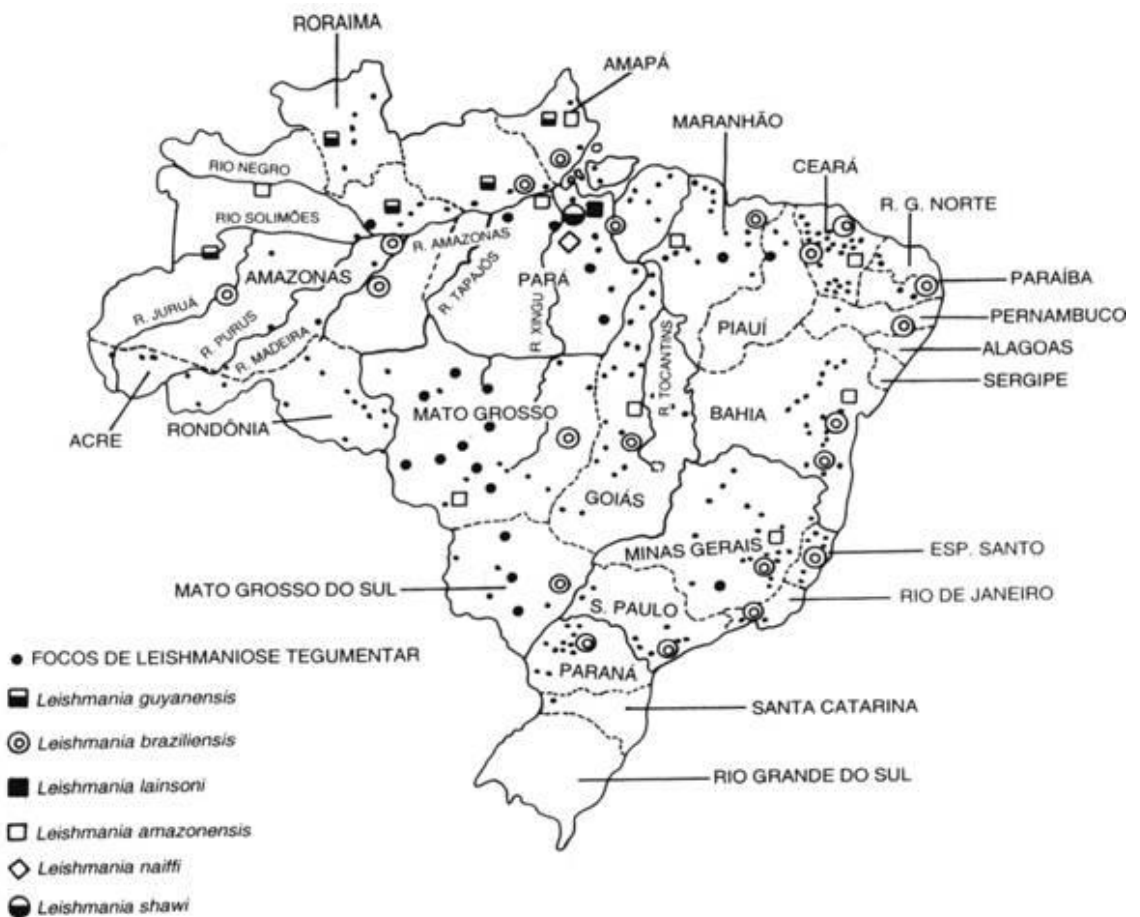 RORAIMA
AMAPÁ
MARANHÃO
CEARÁ
RIO NEGRO
R. G. NORTE
RIO SOLIMÕES
R. AMAZONAS
AMAZONAS
R. TAPAJÓS
PARÁ
PARAÍBA
R. JURUÁ
R. XINGU
PIAUÍ
PERNAMBUCO
R. PURUS
R. MADEIRA
R. TOCANTINS
ALAGOAS
SERGIPE
MATO GROSSO
BAHIA
ACRE
RONDÔNIA
GOIÁS
MINAS GERAIS
ESP. SANTO
MATO GROSSO DO SUL
RIO DE JANEIRO
S. PAULO
FOCOS DE LEISHMANIOSE TEGUMENTAR
PARANÁ
Leishmania guyanensis
SANTA CATARINA
Leishmania braziliensis
RIO GRANDE DO SUL
Leishmania lainsoni
Leishmania amazonensis
Leishmania naiffi
Leishmania shawi